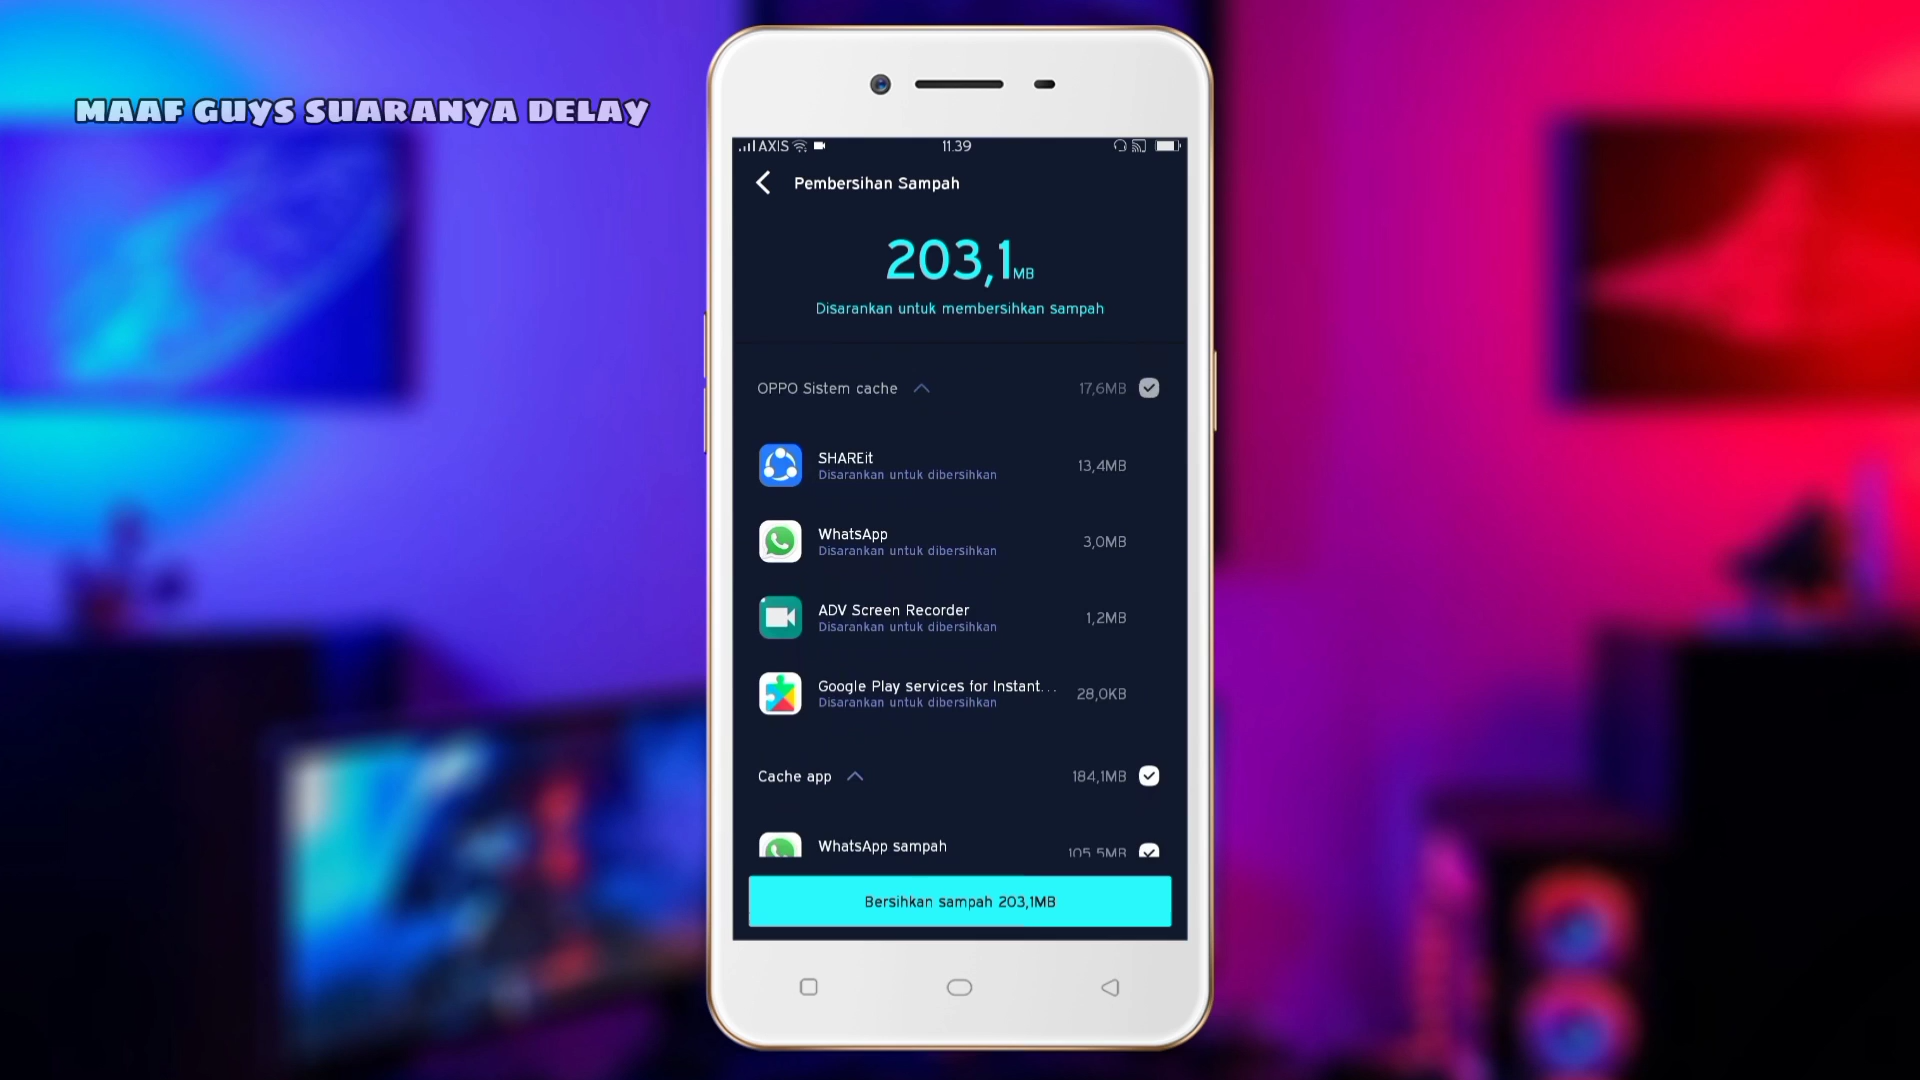 MAAF GUYS SUARANYA DELAY
AXIS 11.39
Pembersihan Sampah
203,1MB
Disarankan untuk membersihkan sampah
OPPO Sistem cache 17,6MB
SHAREit
Disarankan untuk dibersihkan
13,4MB
WhatsApp
Disarankan untuk dibersihkan
3,0MB
ADV Screen Recorder
Disarankan untuk dibersihkan
1,2MB
Google Play services for Instant...
Disarankan untuk dibersihkan
28,0KB
Cache app 184,1MB
WhatsApp sampah
105,5MB
Bersihkan sampah 203,1MB